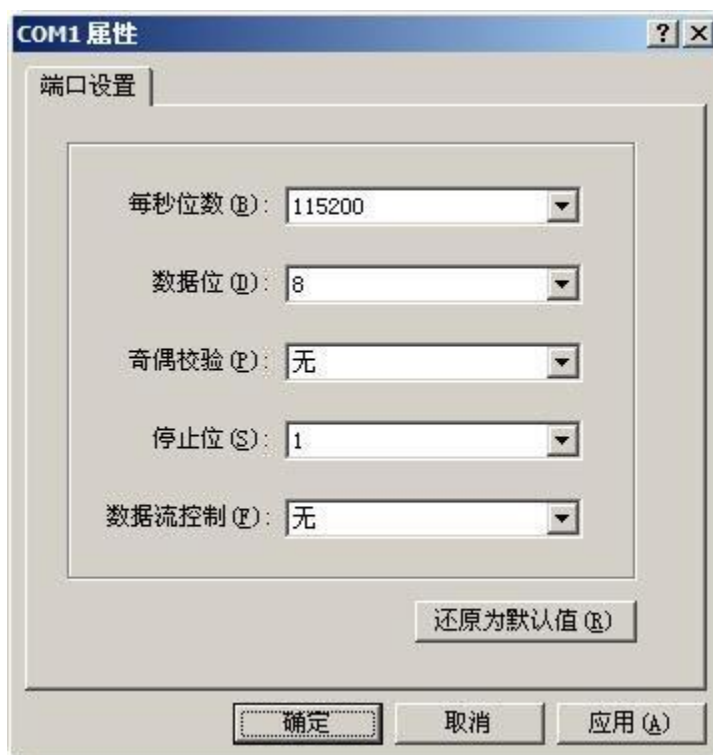 COM1 属性
端口设置
每秒位数(B): 115200
数据位(D): 8
奇偶校验(P): 无
停止位(S): 1
数据流控制(F): 无
还原为默认值(R)
确定 取消 应用(A)